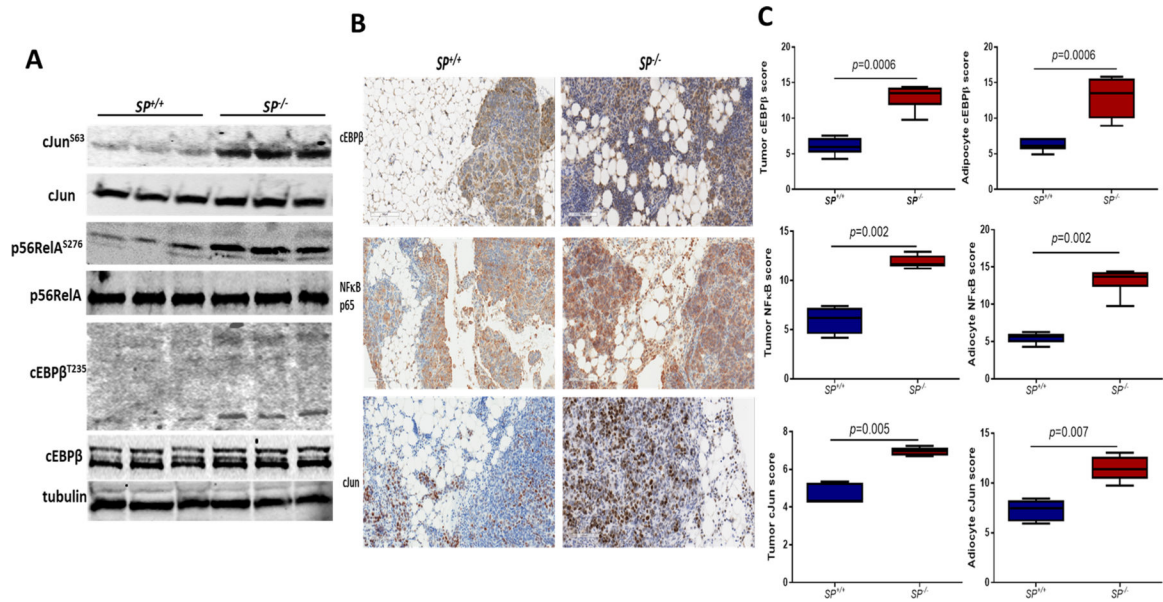 A
SP+/+ SP-/-
cJunS63
cJun
p56RelAS276
p56RelA
cEBPβT235
cEBPβ
tubulin
B
SP+/+ SP-/-
cEBPβ
NFκB
p65
cJun
C
Tumor cEBPβ score
20
15
10
5
0
p=0.0006
SP+/+ SP-/-
Adipocyte cEBPβ score
20
15
10
5
0
p=0.0006
SP+/+ SP-/-
Tumor NFκB score
15
10
5
0
p=0.002
SP+/+ SP-/-
Adiocyte NFκB score
20
15
10
5
0
p=0.002
SP+/+ SP-/-
Tumor cJun score
8
6
4
2
0
p=0.005
SP+/+ SP-/-
Adiocyte cJun score
15
10
5
0
p=0.007
SP+/+ SP-/-